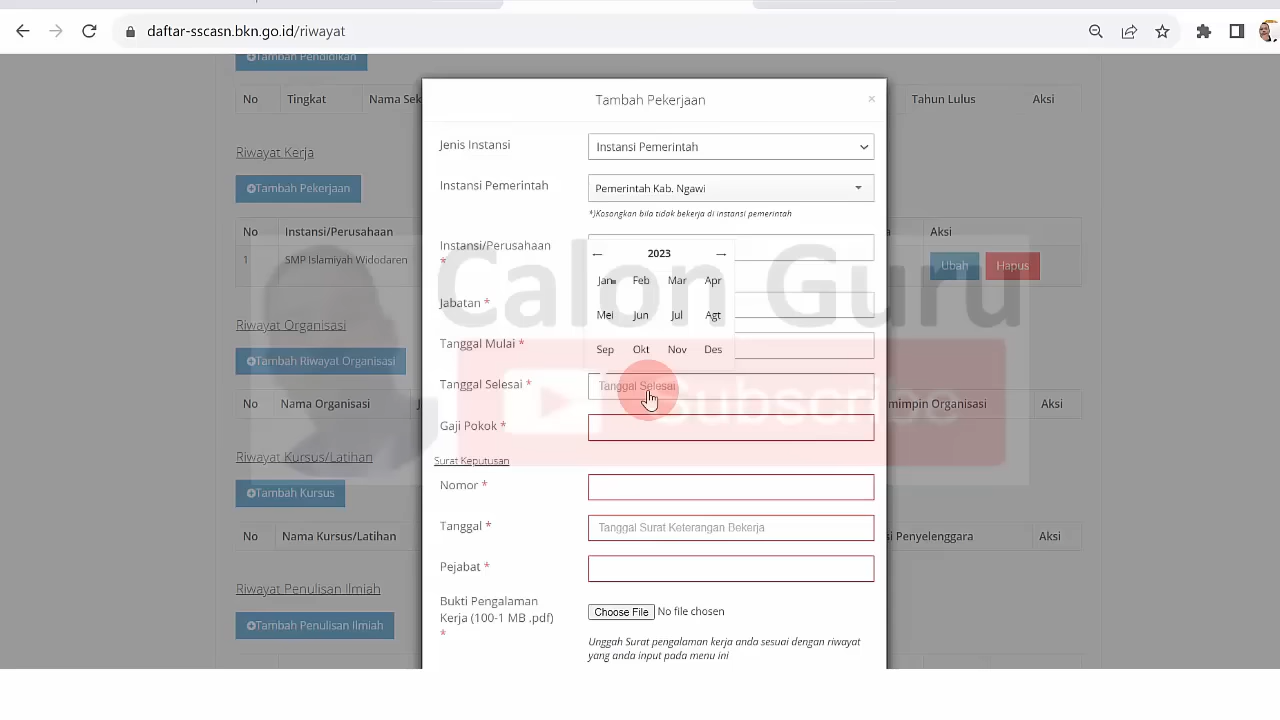 daftar-sscasn.bkn.go.id/riwayat
Tambah Pendidikan
No Tingkat Tahun Lulus Aksi
Riwayat Kerja
Tambah Pekerjaan
No Instansi/Perusahaan Aksi
1 SMP Islamiyah Widodaren Ubah Hapus
Riwayat Organisasi
Tambah Riwayat Organisasi
No Nama Organisasi Organisasi Aksi
Riwayat Kursus/Latihan
Tambah Kursus
No Nama Kursus/Latihan Penyelenggara Aksi
Riwayat Penulisan Ilmiah
Tambah Penulisan Ilmiah
Tambah Pekerjaan ×
Jenis Instansi Instansi Pemerintah
Instansi Pemerintah Pemerintah Kab. Ngawi
*)Kosongkan bila tidak bekerja di instansi pemerintah
Instansi/Perusahaan
*
← 2023 →
Jan Feb Mar Apr
Mei Jun Jul Agt
Sep Okt Nov Des
Jabatan *
Tanggal Mulai *
Tanggal Selesai * Tanggal Selesai
Gaji Pokok *
Surat Keputusan
Nomor *
Tanggal * Tanggal Surat Keterangan Bekerja
Pejabat *
Bukti Pengalaman
Kerja (100-1 MB .pdf)
*
Choose File No file chosen
Unggah Surat pengalaman kerja anda sesuai dengan riwayat
yang anda input pada menu ini
Calon Guru
Subscribe